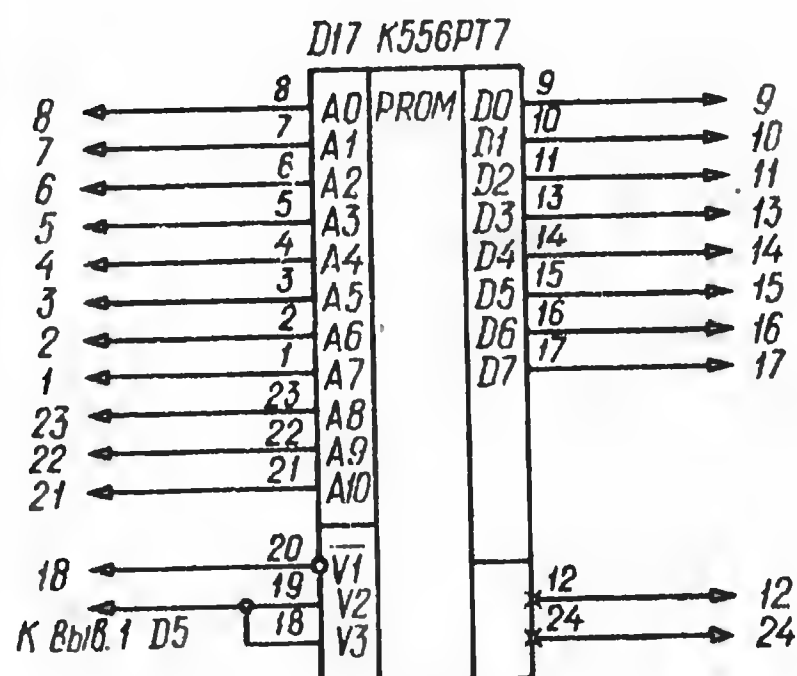 D17 К556РТ7
8 8 A0 PROM D0 9 9
7 7 A1 D1 10 10
6 6 A2 D2 11 11
5 5 A3 D3 13 13
4 4 A4 D4 14 14
3 3 A5 D5 15 15
2 2 A6 D6 16 16
1 1 A7 D7 17 17
23 23 A8
22 22 A9
21 21 A10
18 20 V1
19 V2 12 12
К выв.1 D5 18 V3 24 24